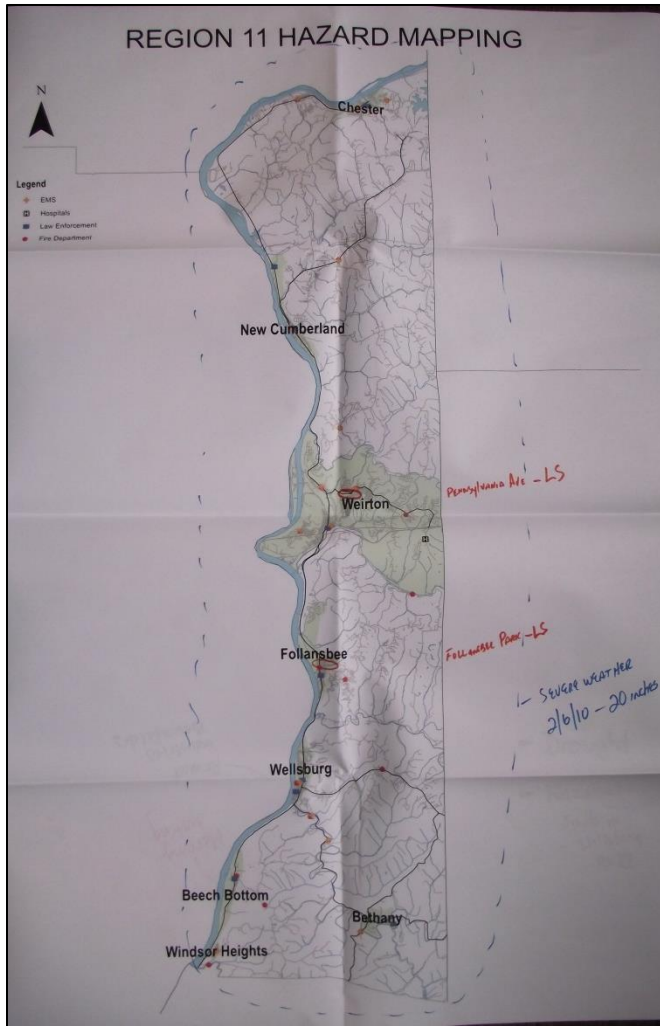 REGION 11 HAZARD MAPPING
N
Chester
Legend
EMS
H Hospitals
Law Enforcement
Fire Department
New Cumberland
Pennsylvania Ave - LS
Weirton
H
Follansbee Park - LS
Follansbee
SEVERE WEATHER
2/6/10 - 20 inches
Wellsburg
Beech Bottom
Bethany
Windsor Heights